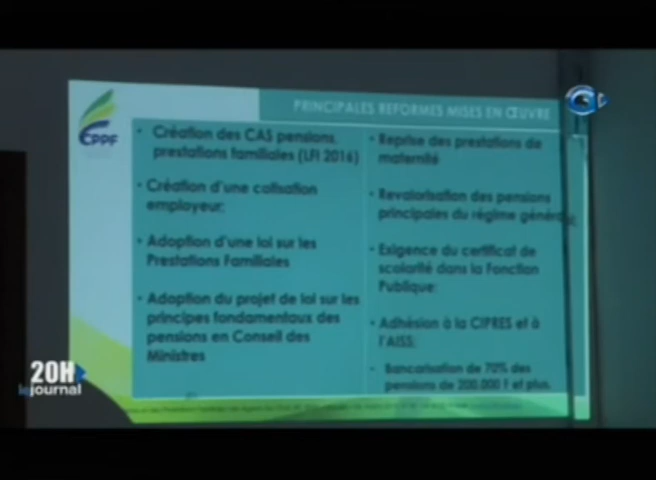 PRINCIPALES REFORMES MISES EN ŒUVRE
CPPF
• Création des CAS pensions,
prestations familiales (LFI 2016)
• Création d'une cotisation
employeur;
• Adoption d'une loi sur les
Prestations Familiales
• Adoption du projet de loi sur les
principes fondamentaux des
pensions en Conseil des
Ministres
• Reprise des prestations de
maternité
• Revalorisation des pensions
principales du régime général;
• Exigence du certificat de
scolarité dans la Fonction
Publique;
• Adhésion à la CIPRES et à
l'AISS;
• Bancarisation de 70% des
pensions de 200.000 f et plus.
20H
le journal